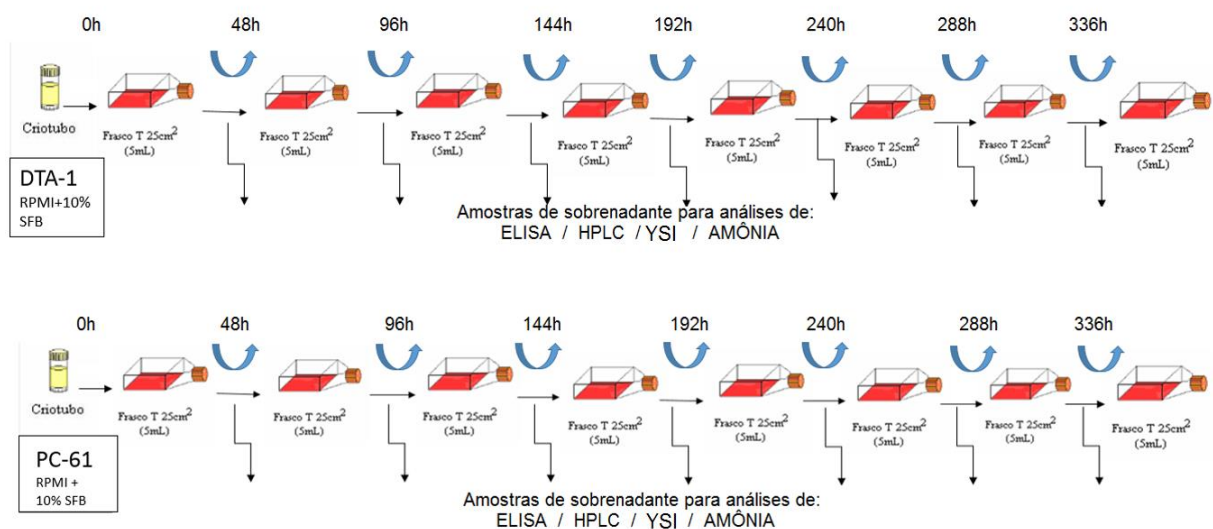 0h 48h 96h 144h 192h 240h 288h 336h
Criotubo
Frasco T 25cm2
(5mL)
Frasco T 25cm2
(5mL)
Frasco T 25cm2
(5mL)
Frasco T 25cm2
(5mL)
Frasco T 25cm2
(5mL)
Frasco T 25cm2
(5mL)
Frasco T 25cm2
(5mL)
Frasco T 25cm2
(5mL)
DTA-1
RPMI+10%
SFB
Amostras de sobrenadante para análises de:
ELISA / HPLC / YSI / AMÔNIA
0h 48h 96h 144h 192h 240h 288h 336h
Criotubo
Frasco T 25cm2
(5mL)
Frasco T 25cm2
(5mL)
Frasco T 25cm2
(5mL)
Frasco T 25cm2
(5mL)
Frasco T 25cm2
(5mL)
Frasco T 25cm2
(5mL)
Frasco T 25cm2
(5mL)
Frasco T 25cm2
(5mL)
PC-61
RPMI +
10% SFB
Amostras de sobrenadante para análises de:
ELISA / HPLC / YSI / AMÔNIA